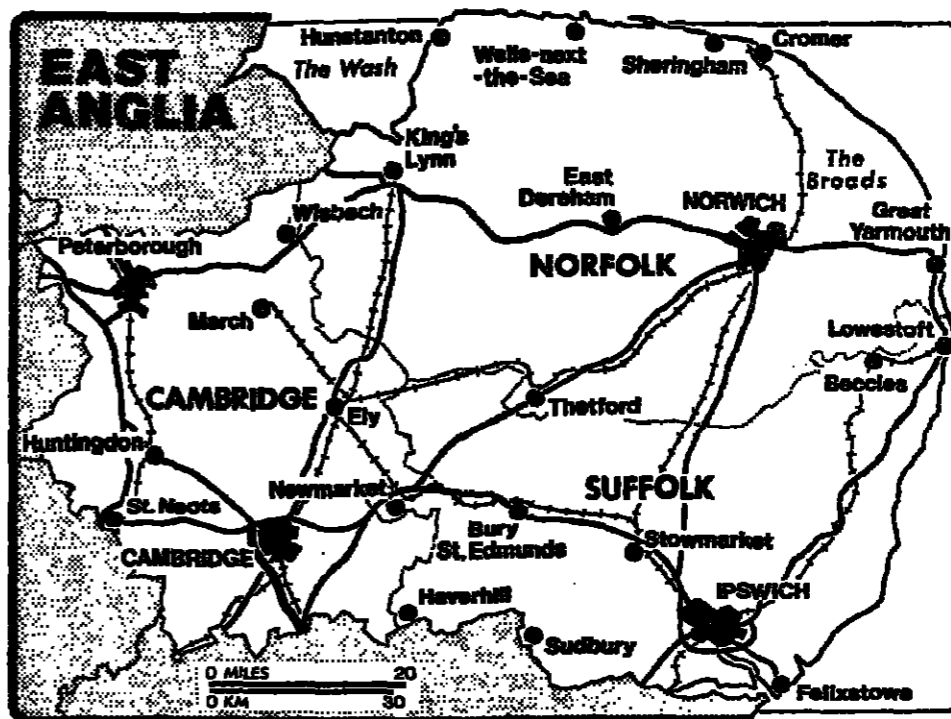 EAST
ANGLIA
Hunstanton
The Wash
Wells-next
-the-Sea
Sheringham
Cromer
King's
Lynn
The
Broads
East
Dereham
NORWICH
Great
Yarmouth
Wisbech
Peterborough
NORFOLK
March
Lowestoft
Beccles
CAMBRIDGE
Ely
Thetford
Huntingdon
Newmarket
SUFFOLK
St. Neots
Bury
St. Edmunds
Stowmarket
CAMBRIDGE
IPSWICH
Haverhill
Sudbury
Felixstowe
0 MILES 20
0 KM 30